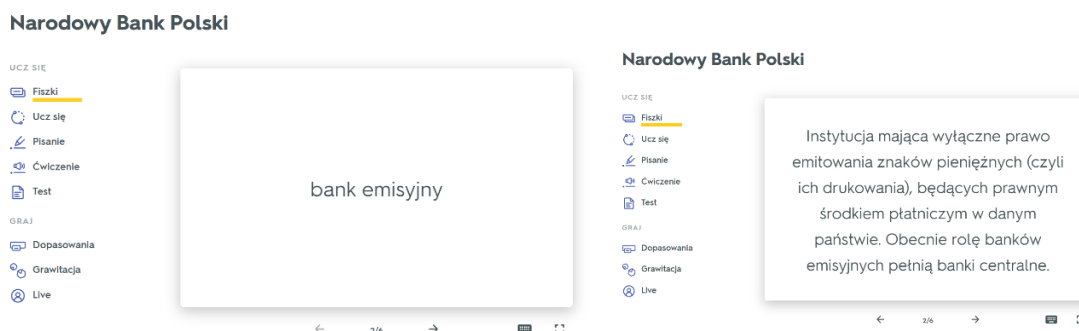 Narodowy Bank Polski
UCZ SIĘ
Fiszki
Ucz się
Pisanie
Ćwiczenie
Test
GRAJ
Dopasowania
Grawitacja
Live
bank emisyjny
2/6
Narodowy Bank Polski
UCZ SIĘ
Fiszki
Ucz się
Pisanie
Ćwiczenie
Test
GRAJ
Dopasowania
Grawitacja
Live
Instytucja mająca wyłączne prawo
emitowania znaków pieniężnych (czyli
ich drukowania), będących prawnym
środkiem płatniczym w danym
państwie. Obecnie rolę banków
emisyjnych pełnią banki centralne.
2/6